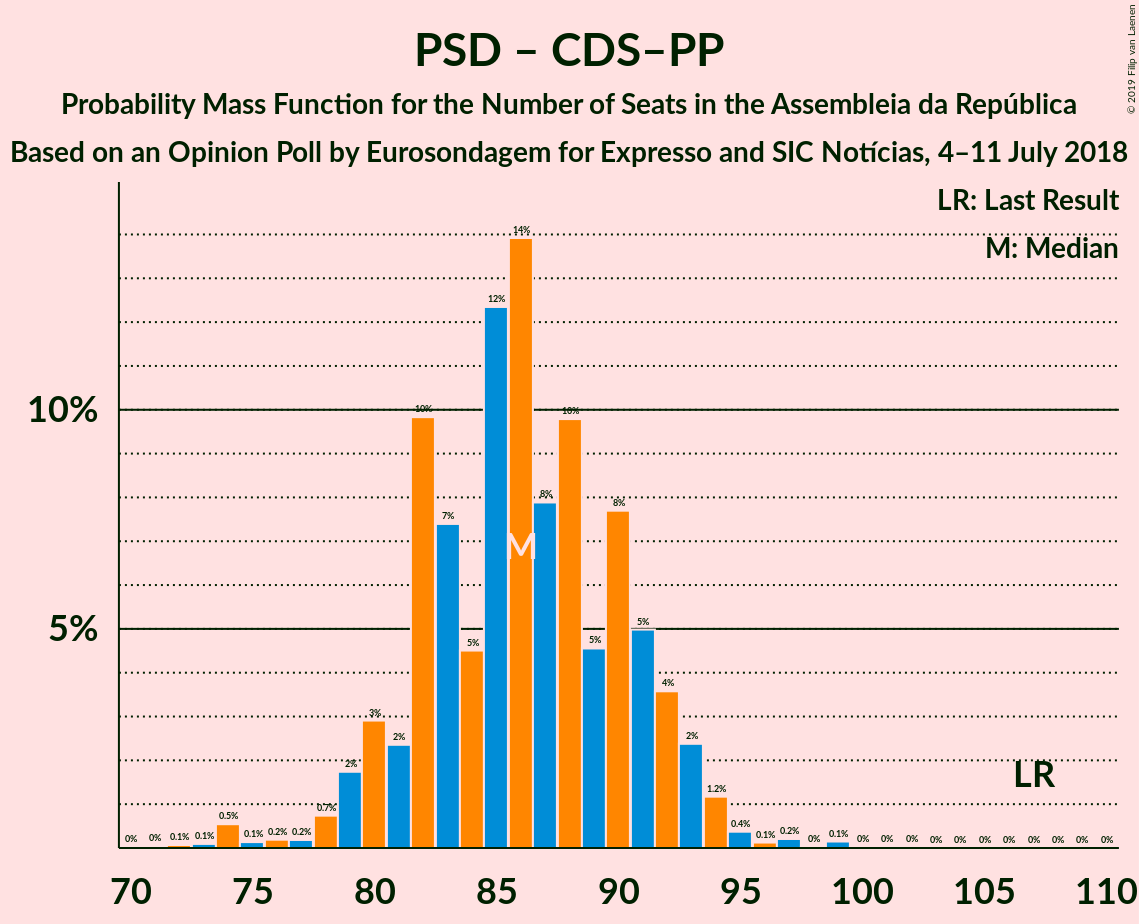 PSD – CDS–PP
Probability Mass Function for the Number of Seats in the Assembleia da República
Based on an Opinion Poll by Eurosondagem for Expresso and SIC Notícias, 4–11 July 2018
© 2019 Filip van Laenen
LR: Last Result
M: Median
10%
5%
0% 0% 0.1% 0.1% 0.5% 0.1% 0.2% 0.2% 0.7% 2% 3% 2% 10% 7% 5% 12% 14% 8% 10% 5% 8% 5% 4% 2% 1.2% 0.4% 0.1% 0.2% 0% 0.1% 0% 0% 0% 0% 0% 0% 0% 0% 0% 0% 0%
M
LR
70 75 80 85 90 95 100 105 110